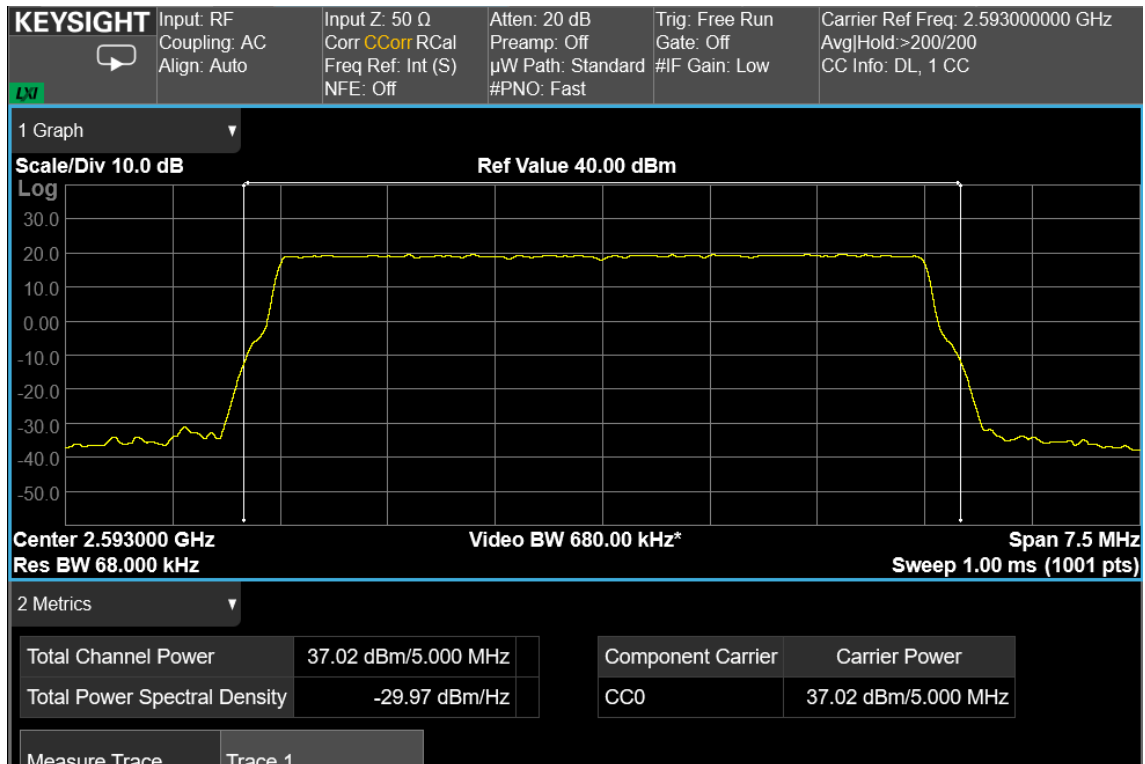 KEYSIGHT Input: RF Input Z: 50 Ω Atten: 20 dB Trig: Free Run Carrier Ref Freq: 2.593000000 GHz
Coupling: AC Corr CCorr RCal Preamp: Off Gate: Off Avg|Hold:>200/200
Align: Auto Freq Ref: Int (S) µW Path: Standard #IF Gain: Low CC Info: DL, 1 CC
LXI NFE: Off #PNO: Fast
1 Graph
Scale/Div 10.0 dB Ref Value 40.00 dBm
Log
30.0
20.0
10.0
0.00
-10.0
-20.0
-30.0
-40.0
-50.0
Center 2.593000 GHz Video BW 680.00 kHz* Span 7.5 MHz
Res BW 68.000 kHz Sweep 1.00 ms (1001 pts)
2 Metrics
Total Channel Power 37.02 dBm/5.000 MHz Component Carrier Carrier Power
Total Power Spectral Density -29.97 dBm/Hz CC0 37.02 dBm/5.000 MHz
Measure Trace Trace 1